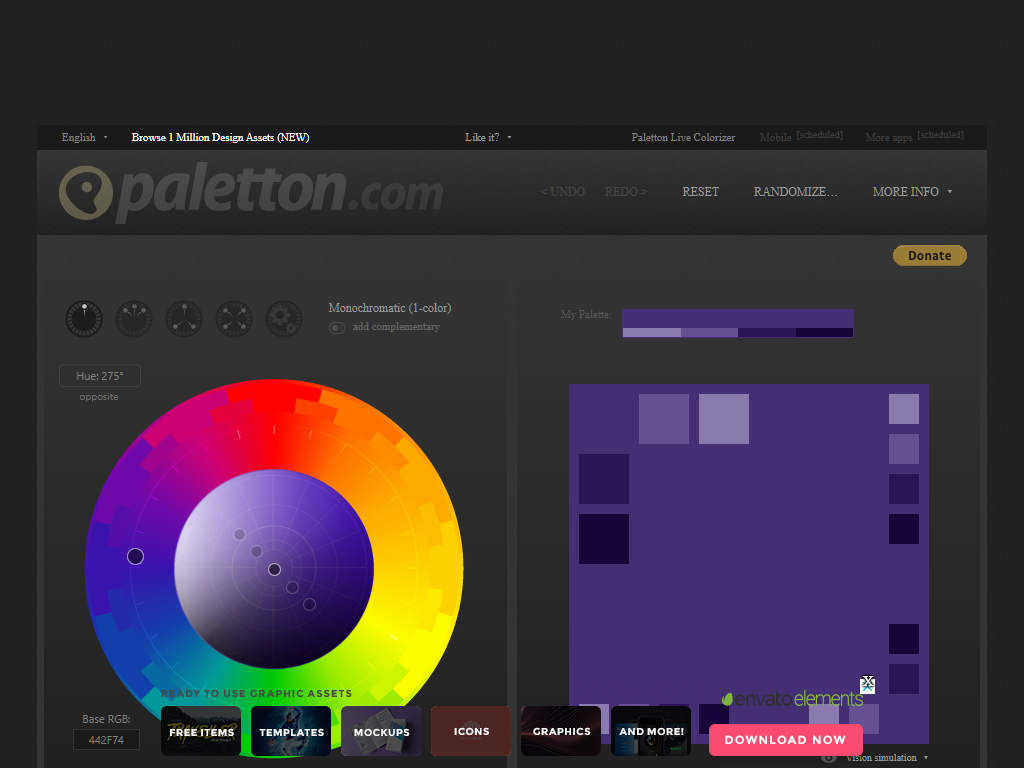 English Browse 1 Million Design Assets (NEW) Like it? Paletton Live Colorizer Mobile [scheduled] More apps [scheduled]
paletton.com < UNDO REDO > RESET RANDOMIZE... MORE INFO
Donate
Monochromatic (1-color)
add complementary
My Palette:
Hue: 275°
opposite
READY TO USE GRAPHIC ASSETS
envato elements
Base RGB:
442F74
FREE ITEMS TEMPLATES MOCKUPS ICONS GRAPHICS AND MORE!
DOWNLOAD NOW
Vision simulation